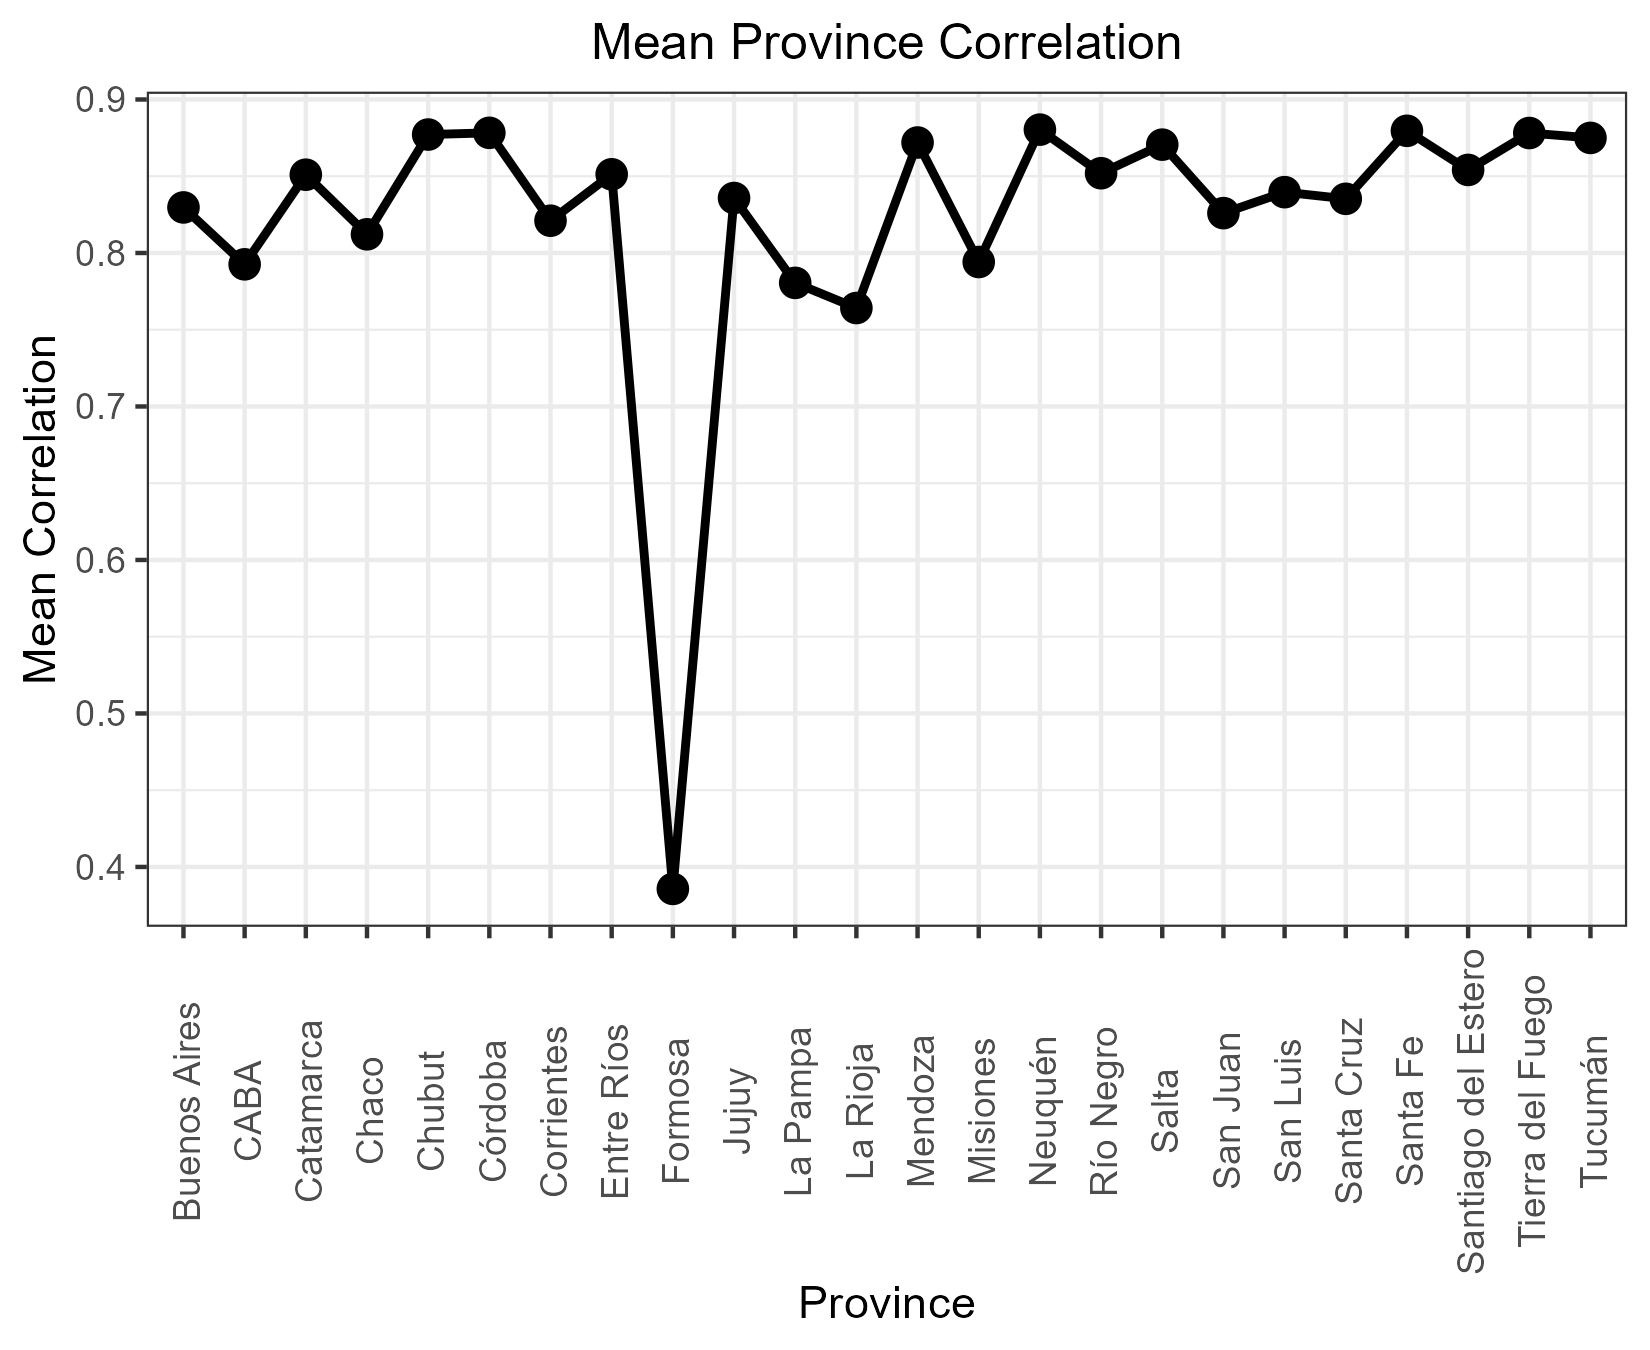 Mean Province Correlation
Mean Correlation
0.9
0.8
0.7
0.6
0.5
0.4
Buenos Aires
CABA
Catamarca
Chaco
Chubut
Córdoba
Corrientes
Entre Ríos
Formosa
Jujuy
La Pampa
La Rioja
Mendoza
Misiones
Neuquén
Río Negro
Salta
San Juan
San Luis
Santa Cruz
Santa Fe
Santiago del Estero
Tierra del Fuego
Tucumán
Province